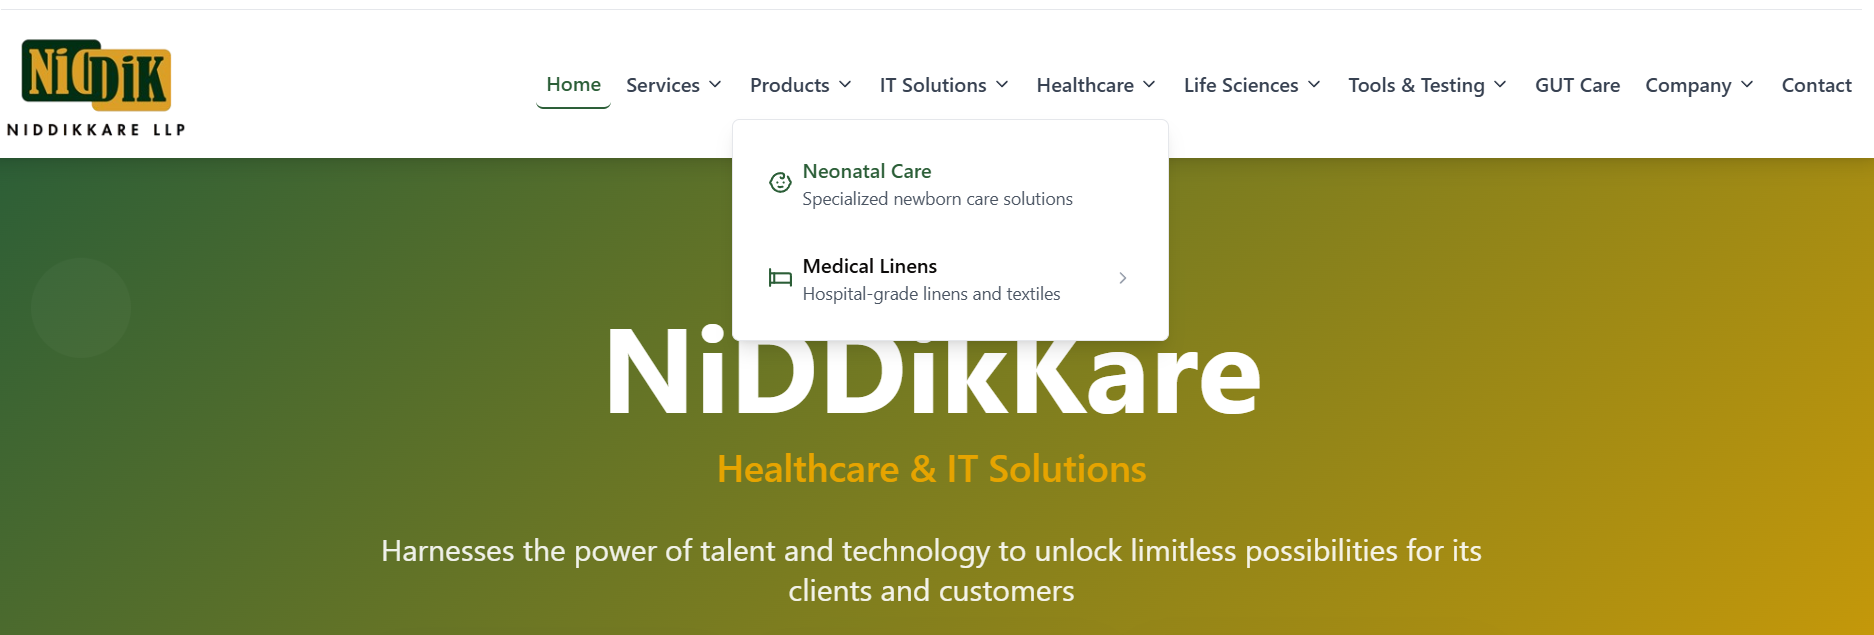 NiDDiK
NIDDIKKARE LLP
Home Services Products IT Solutions Healthcare Life Sciences Tools & Testing GUT Care Company Contact
Neonatal Care
Specialized newborn care solutions
Medical Linens
Hospital-grade linens and textiles
NiDDikKare
Healthcare & IT Solutions
Harnesses the power of talent and technology to unlock limitless possibilities for its
clients and customers